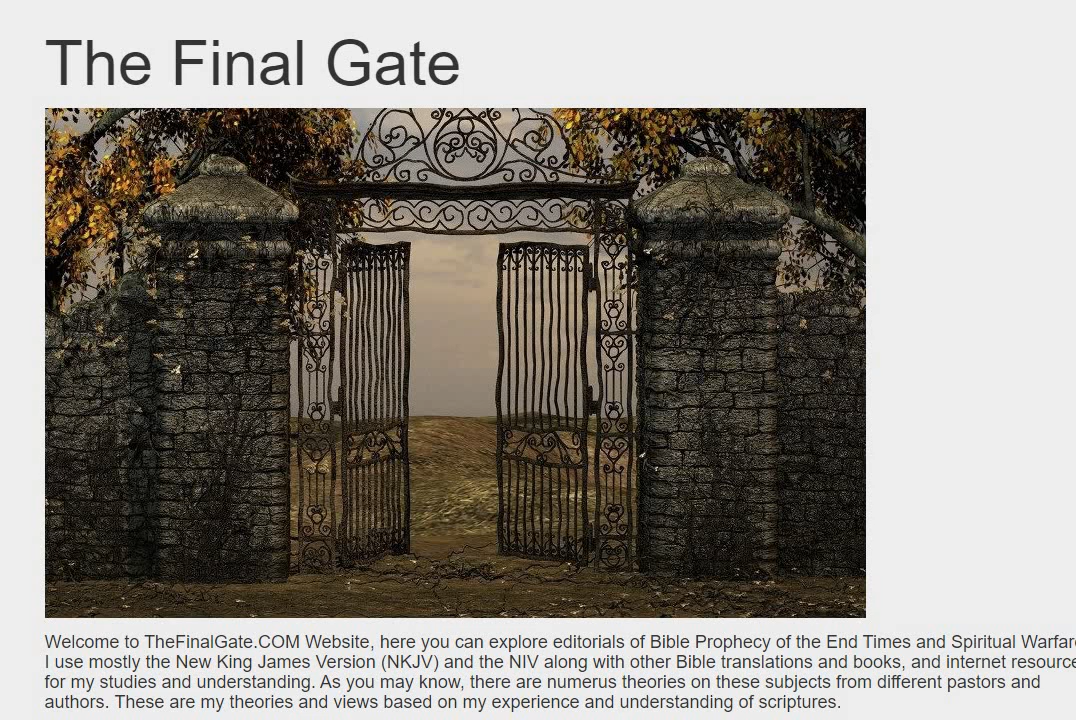 The Final Gate
Welcome to TheFinalGate.COM Website, here you can explore editorials of Bible Prophecy of the End Times and Spiritual Warfare
I use mostly the New King James Version (NKJV) and the NIV along with other Bible translations and books, and internet resource
for my studies and understanding. As you may know, there are numerus theories on these subjects from different pastors and
authors. These are my theories and views based on my experience and understanding of scriptures.